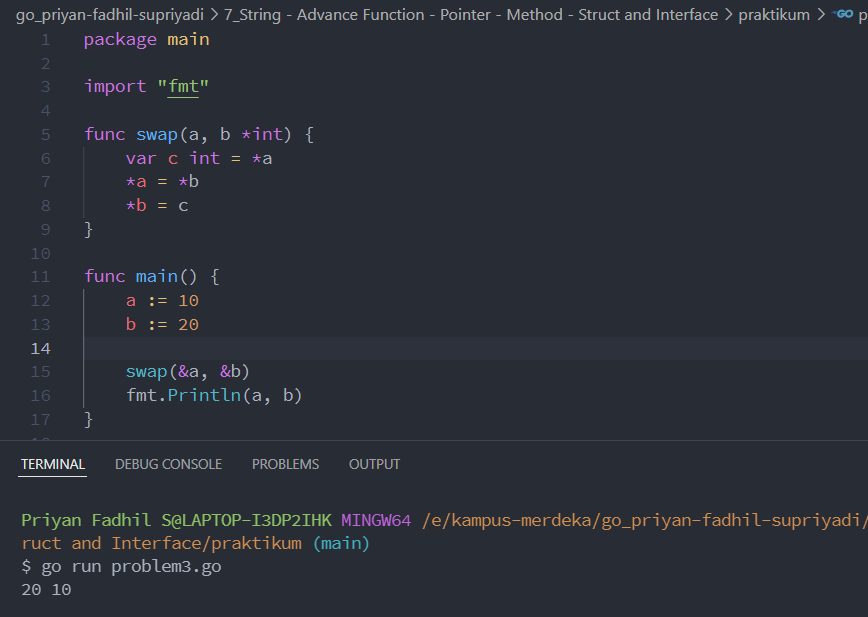 go_priyan-fadhil-supriyadi > 7_String - Advance Function - Pointer - Method - Struct and Interface > praktikum > GO p
1 package main
2
3 import "fmt"
4
5 func swap(a, b *int) {
6 var c int = *a
7 *a = *b
8 *b = c
9 }
10
11 func main() {
12 a := 10
13 b := 20
14
15 swap(&a, &b)
16 fmt.Println(a, b)
17 }
TERMINAL DEBUG CONSOLE PROBLEMS OUTPUT
Priyan Fadhil S@LAPTOP-I3DP2IHK MINGW64 /e/kampus-merdeka/go_priyan-fadhil-supriyadi/
ruct and Interface/praktikum (main)
$ go run problem3.go
20 10